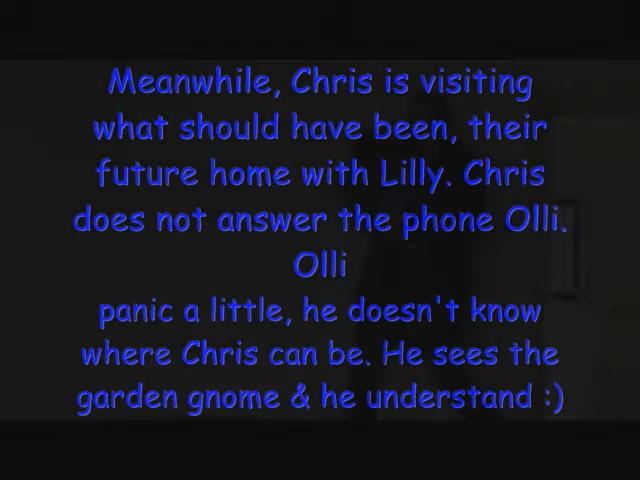 Meanwhile, Chris is visiting
what should have been, their
future home with Lilly. Chris
does not answer the phone Olli.
Olli
panic a little, he doesn't know
where Chris can be. He sees the
garden gnome & he understand :)